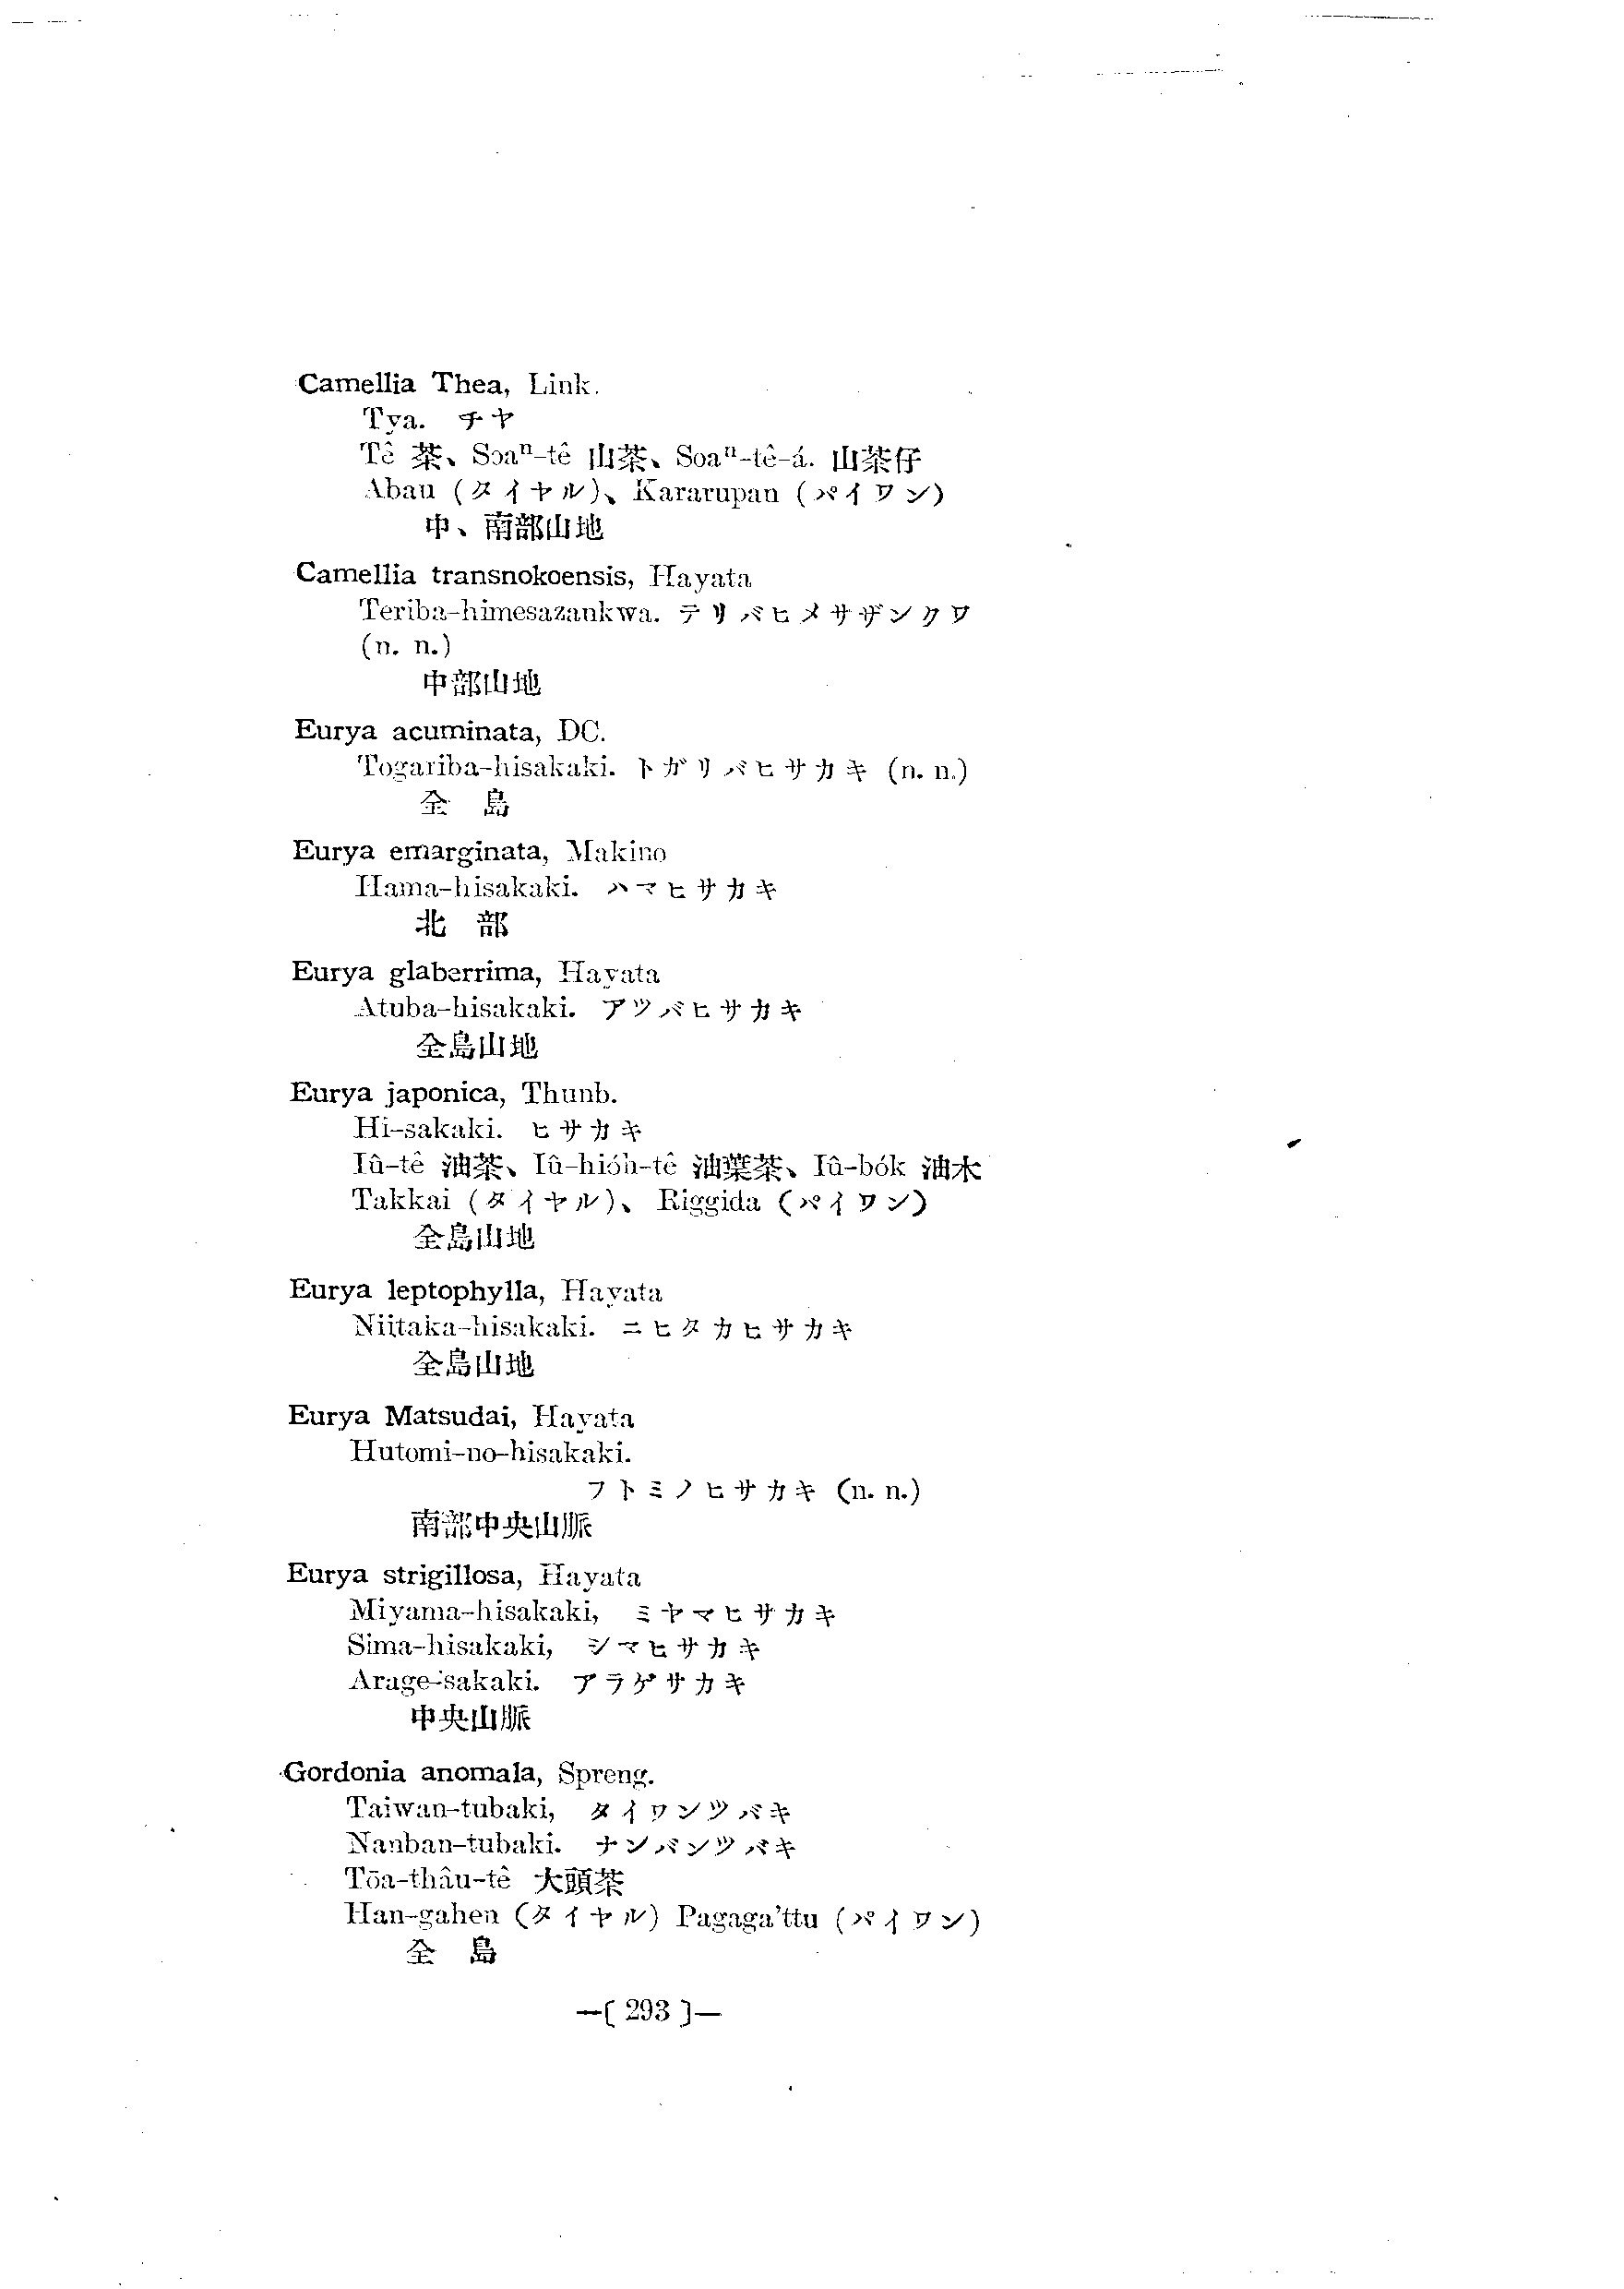 Camellia Thea, Link.
Tya. チヤ
Tê 茶、Soaⁿ-tê 山茶、Soaⁿ-tê-á. 山茶仔
Abau (タイヤル)、Kararupan (パイワン)
中、南部山地
Camellia transnokoensis, Hayata
Teriba-himesazankwa. テリバヒメサザンクワ
(n. n.)
中部山地
Eurya acuminata, DC.
Togariba-hisakaki. トガリバヒサカキ (n. n.)
全 島
Eurya emarginata, Makino
Hama-hisakaki. ハマヒサカキ
北 部
Eurya glaberrima, Hayata
Atuba-hisakaki. アツバヒサカキ
全島山地
Eurya japonica, Thunb.
Hi-sakaki. ヒサカキ
Iû-tê 油茶、Iû-hióh-tê 油葉茶、Iû-bók 油木
Takkai (タイヤル)、Riggida (パイワン)
全島山地
Eurya leptophylla, Hayata
Niitaka-hisakaki. ニヒタカヒサカキ
全島山地
Eurya Matsudai, Hayata
Hutomi-no-hisakaki.
フトミノヒサカキ (n. n.)
南部中央山脈
Eurya strigillosa, Hayata
Miyama-hisakaki, ミヤマヒサカキ
Sima-hisakaki, シマヒサカキ
Arage-sakaki. アラゲサカキ
中央山脈
Gordonia anomala, Spreng.
Taiwan-tubaki, タイワンツバキ
Nanban-tubaki. ナンバンツバキ
Tōa-thâu-tê 大頭茶
Han-gahen (タイヤル) Pagaga'ttu (パイワン)
全 島
—( 293 )—